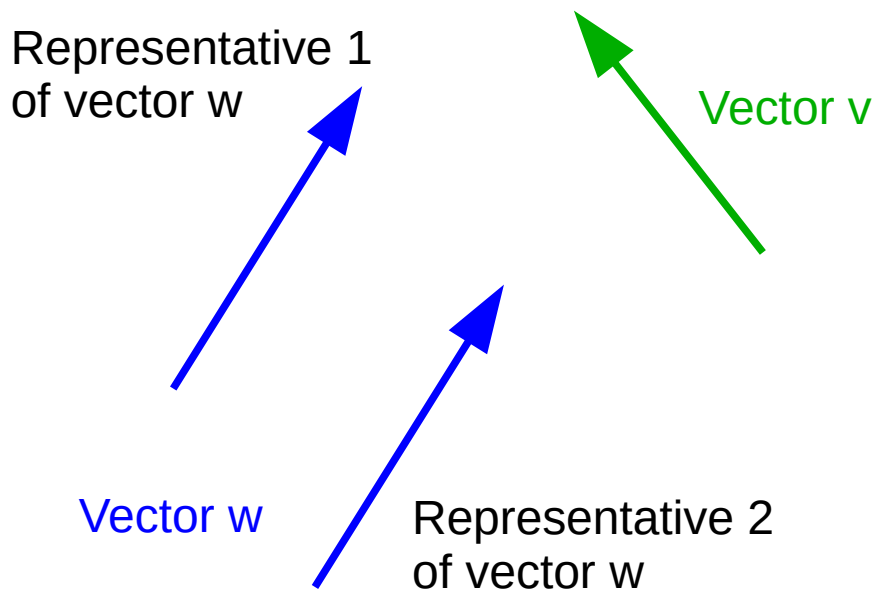 Representative 1
of vector w
Vector v
Vector w
Representative 2
of vector w